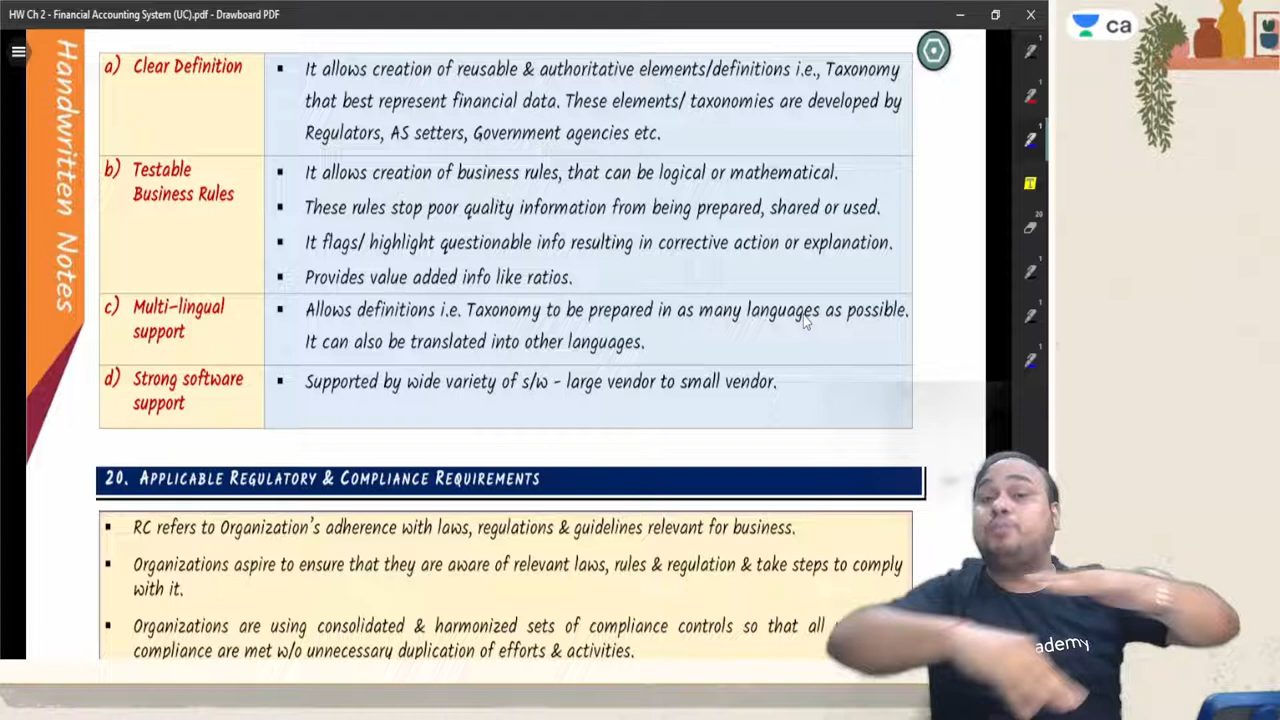 HW Ch 2 - Financial Accounting System (UC).pdf - Drawboard PDF
ca
Handwritten Notes
a) Clear Definition
▪ It allows creation of reusable & authoritative elements/definitions i.e., Taxonomy
that best represent financial data. These elements/ taxonomies are developed by
Regulators, AS setters, Government agencies etc.
b) Testable
Business Rules
▪ It allows creation of business rules, that can be logical or mathematical.
▪ These rules stop poor quality information from being prepared, shared or used.
▪ It flags/ highlight questionable info resulting in corrective action or explanation.
▪ Provides value added info like ratios.
c) Multi-lingual
support
▪ Allows definitions i.e. Taxonomy to be prepared in as many languages as possible.
It can also be translated into other languages.
d) Strong software
support
▪ Supported by wide variety of s/w - large vendor to small vendor.
20. APPLICABLE REGULATORY & COMPLIANCE REQUIREMENTS
▪ RC refers to Organization's adherence with laws, regulations & guidelines relevant for business.
▪ Organizations aspire to ensure that they are aware of relevant laws, rules & regulation & take steps to comply
with it.
▪ Organizations are using consolidated & harmonized sets of compliance controls so that all
compliance are met w/o unnecessary duplication of efforts & activities.
ademy
1
1
1
T
20
1
1
1